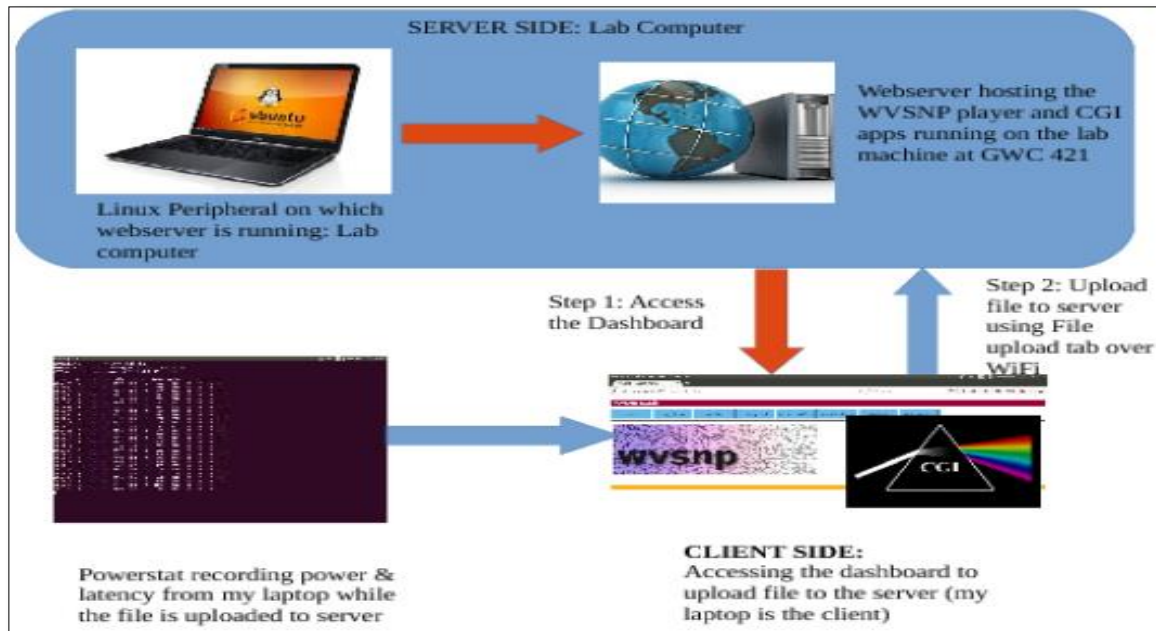 SERVER SIDE: Lab Computer
ubuntu
Linux Peripheral on which
webserver is running: Lab
computer
Webserver hosting the
WVSNP player and CGI
apps running on the lab
machine at GWC 421
Step 1: Access
the Dashboard
Step 2: Upload
file to server
using File
upload tab over
WiFi
wvsnp
CGI
Powerstat recording power &
latency from my laptop while
the file is uploaded to server
CLIENT SIDE:
Accessing the dashboard to
upload file to the server (my
laptop is the client)